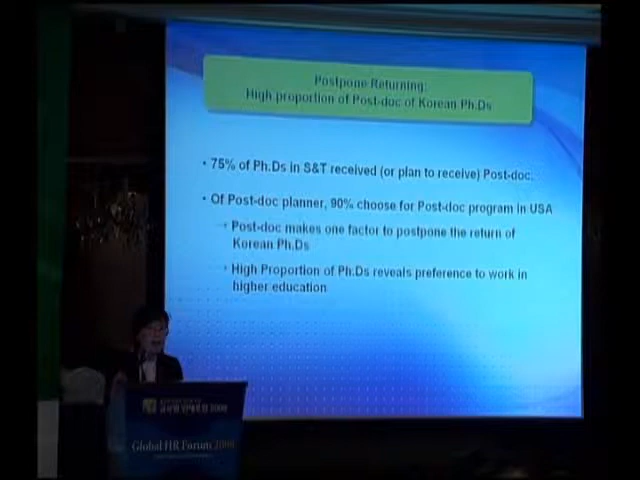 Postpone Returning:
High proportion of Post-doc of Korean Ph.Ds
• 75% of Ph.Ds in S&T received (or plan to receive) Post-doc.
• Of Post-doc planner, 90% choose for Post-doc program in USA
• Post-doc makes one factor to postpone the return of
Korean Ph.Ds
• High Proportion of Ph.Ds reveals preference to work in
higher education
Global HR Forum